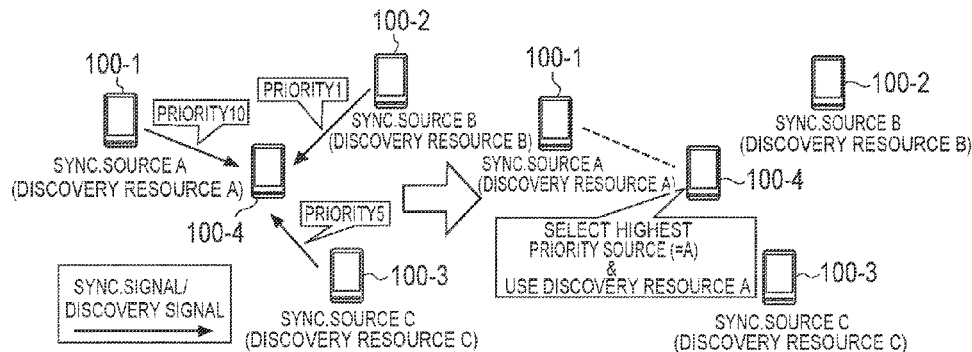 100-1
100-2
PRIORITY10
PRIORITY1
SYNC.SOURCE A
(DISCOVERY RESOURCE A)
SYNC.SOURCE B
(DISCOVERY RESOURCE B)
100-4
PRIORITY5
100-3
SYNC.SOURCE C
(DISCOVERY RESOURCE C)
SYNC.SIGNAL/
DISCOVERY SIGNAL
100-1
100-2
SYNC.SOURCE A
(DISCOVERY RESOURCE A)
SYNC.SOURCE B
(DISCOVERY RESOURCE B)
100-4
SELECT HIGHEST
PRIORITY SOURCE (=A)
&
USE DISCOVERY RESOURCE A
100-3
SYNC.SOURCE C
(DISCOVERY RESOURCE C)